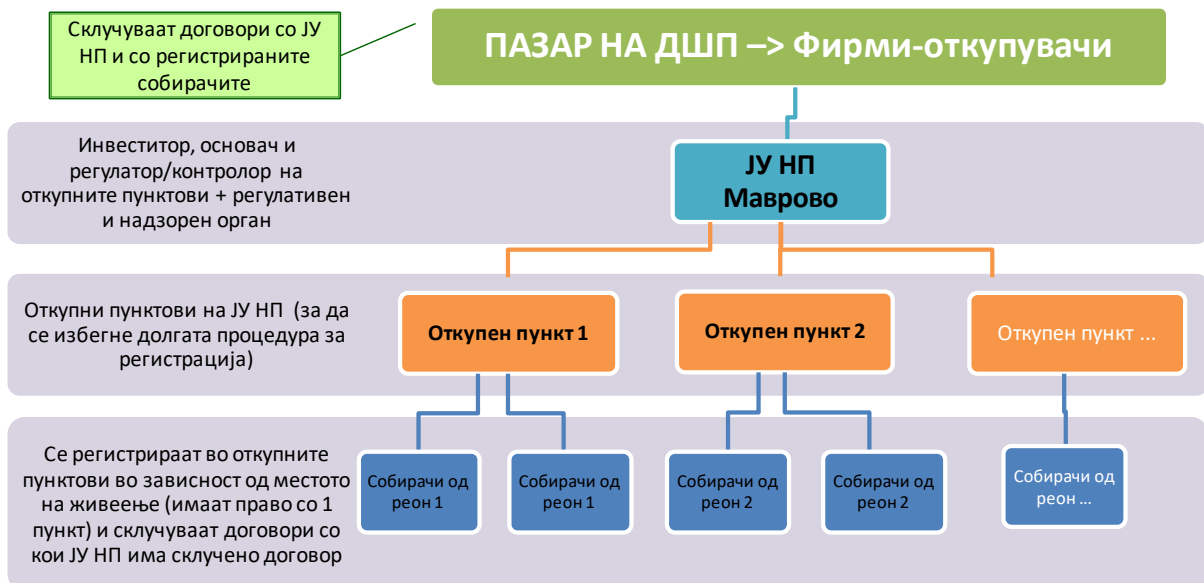 Склучуваат договори со ЈУ
НП и со регистрираните
собирачите
ПАЗАР НА ДШП –> Фирми-откупувачи
Инвеститор, основач и
регулатор/контролор на
откупните пунктови + регулативен
и надзорен орган
ЈУ НП
Маврово
Откупни пунктови на ЈУ НП (за да
се избегне долгата процедура за
регистрација)
Откупен пункт 1
Откупен пункт 2
Откупен пункт ...
Се регистрираат во откупните
пунктови во зависност од местото
на живеење (имаат право со 1
пункт) и склучуваат договори со
кои ЈУ НП има склучено договор
Собирачи од
реон 1
Собирачи од
реон 1
Собирачи од
реон 2
Собирачи од
реон 2
Собирачи од
реон ...